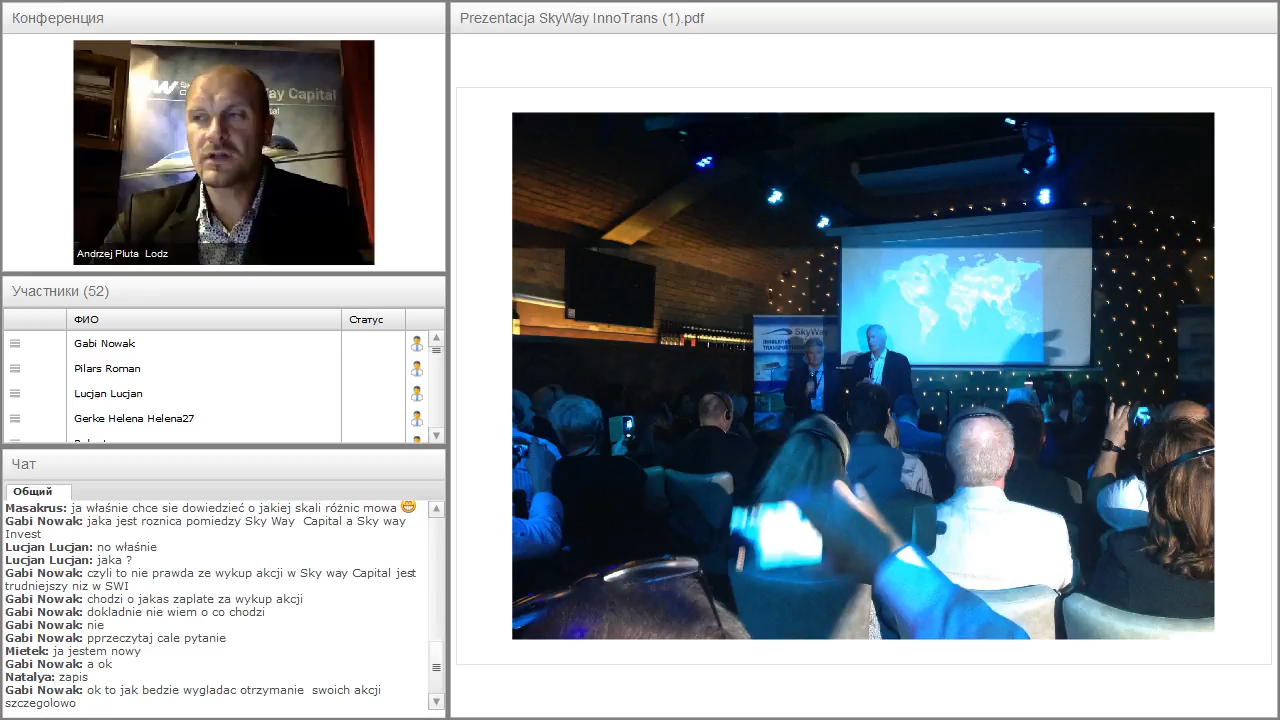 Конференция
ay Capital
Andrzej Pluta Lodz
Участники (52)
ФИО Статус
Gabi Nowak
Pilars Roman
Lucjan Lucjan
Gerke Helena Helena27
Чат
Общий
Masakrus: ja właśnie chce sie dowiedzieć o jakiej skali różnic mowa
Gabi Nowak: jaka jest roznica pomiedzy Sky Way Capital a Sky way
Invest
Lucjan Lucjan: no właśnie
Lucjan Lucjan: jaka ?
Gabi Nowak: czyli to nie prawda ze wykup akcji w Sky way Capital jest
trudniejszy niz w SWI
Gabi Nowak: chodzi o jakas zaplate za wykup akcji
Gabi Nowak: dokladnie nie wiem o co chodzi
Gabi Nowak: nie
Gabi Nowak: pprzeczytaj cale pytanie
Mietek: ja jestem nowy
Gabi Nowak: a ok
Natalya: zapis
Gabi Nowak: ok to jak bedzie wygladac otrzymanie swoich akcji
szczegolowo
Prezentacja SkyWay InnoTrans (1).pdf
SkyWay